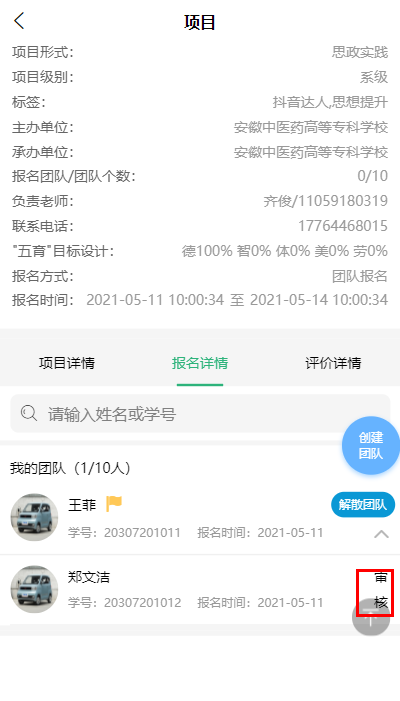 项目
项目形式： 思政实践
项目级别： 系级
标签： 抖音达人,思想提升
主办单位： 安徽中医药高等专科学校
承办单位： 安徽中医药高等专科学校
报名团队/团队个数： 0/10
负责老师： 齐俊/11059180319
联系电话： 17764468015
"五育"目标设计： 德100% 智0% 体0% 美0% 劳0%
报名方式： 团队报名
报名时间： 2021-05-11 10:00:34 至 2021-05-14 10:00:34
项目详情 报名详情 评价详情
请输入姓名或学号
创建
团队
我的团队（1/10人）
王菲 解散团队
学号：20307201011 报名时间：2021-05-11
郑文洁 审
学号：20307201012 报名时间：2021-05-11 核